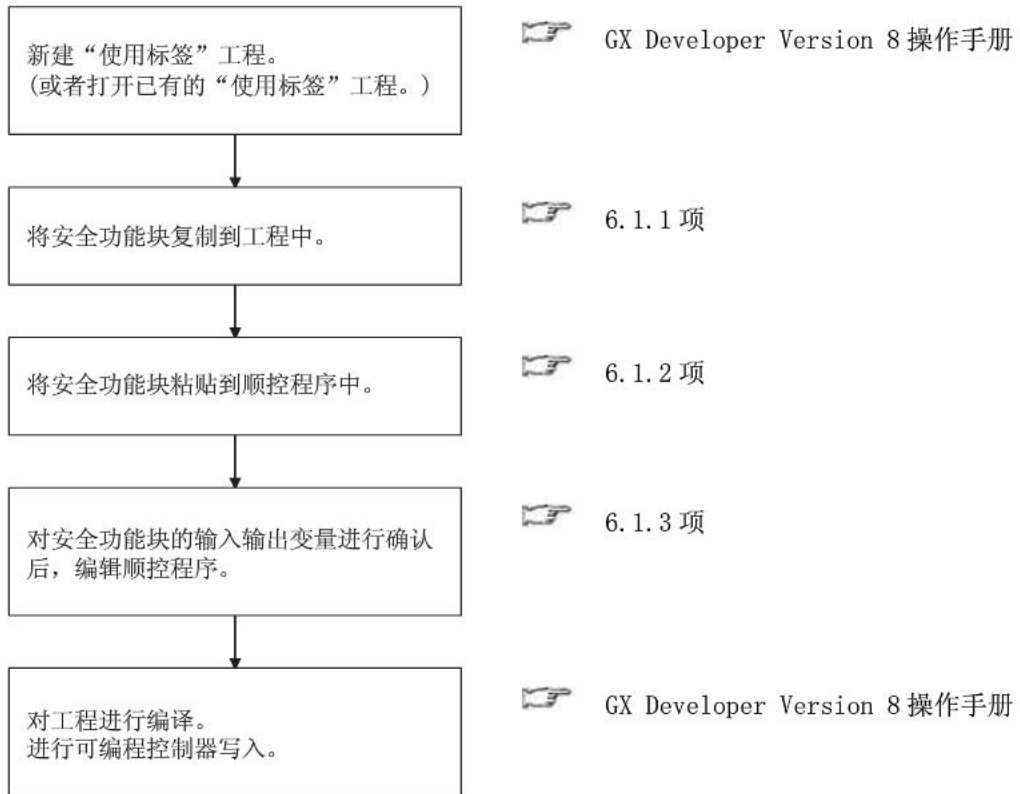 新建“使用标签”工程。
(或者打开已有的“使用标签”工程。)
GX Developer Version 8操作手册
将安全功能块复制到工程中。
6.1.1项
将安全功能块粘贴到顺控程序中。
6.1.2项
对安全功能块的输入输出变量进行确认
后，编辑顺控程序。
6.1.3项
对工程进行编译。
进行可编程控制器写入。
GX Developer Version 8操作手册